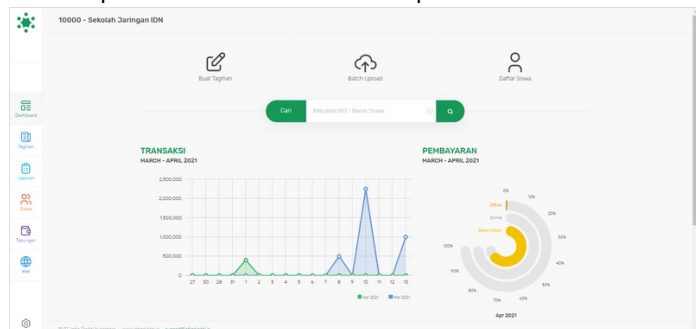 10000 - Sekolah Jaringan IDN
Buat Tagihan
Batch Upload
Daftar Siswa
Cari
Masukan NIS / Nama Siswa
Dashboard
Tagihan
Laporan
Siswa
Tabungan
Web
TRANSAKSI
MARCH - APRIL 2021
2,500,000
2,000,000
1,500,000
1,000,000
500,000
0
27 30 28 31 1 2 3 4 5 6 7 8 9 10 11 12 13
Apr 2021 Mar 2021
PEMBAYARAN
MARCH - APRIL 2021
0%
10%
20%
30%
40%
60%
70%
80%
90%
100%
Offline
Online
Apr 2021